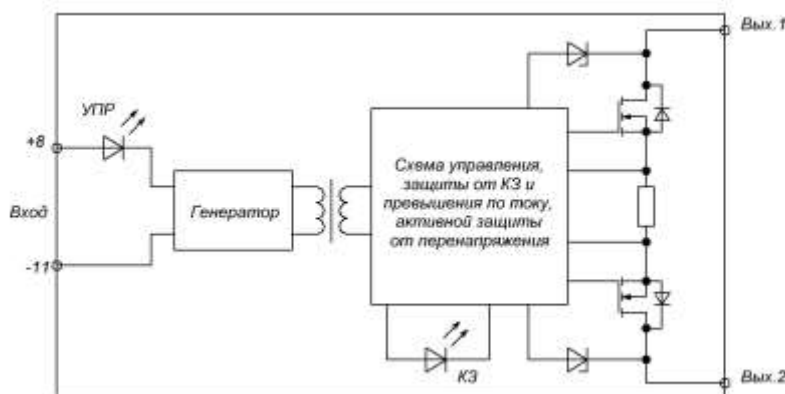 Вых.1
УПР
+8
Вход
-11
Генератор
Схема управления,
защиты от КЗ и
превышения по току,
активной защиты
от перенапряжения
КЗ
Вых.2